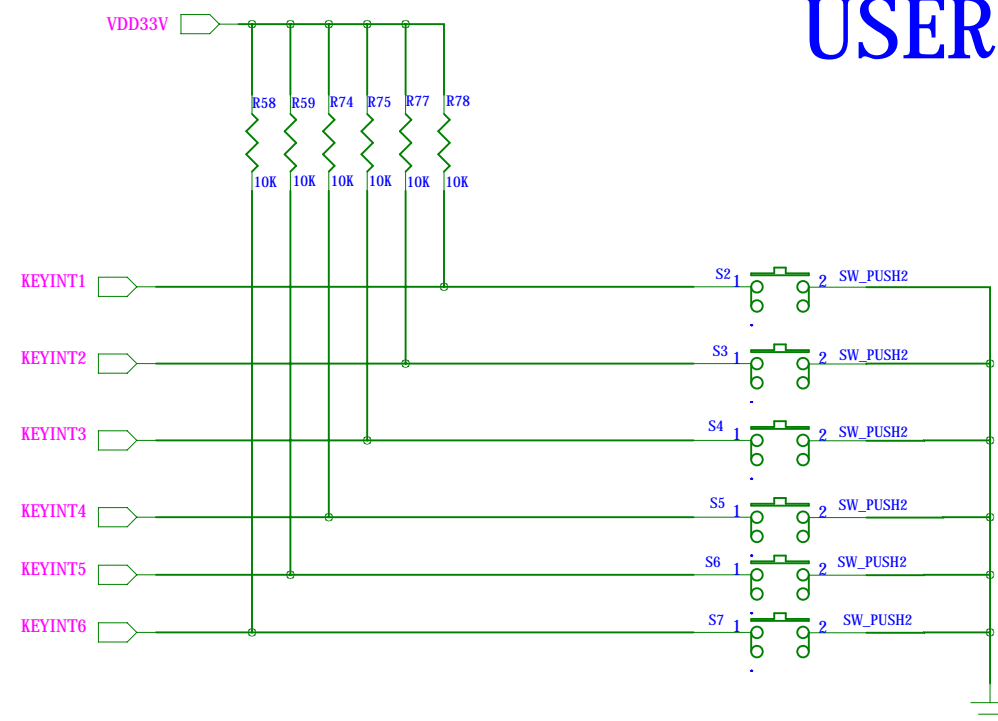 USER
VDD33V
R58 R59 R74 R75 R77 R78
10K 10K 10K 10K 10K 10K
KEYINT1 S2 1 2 SW_PUSH2
KEYINT2 S3 1 2 SW_PUSH2
KEYINT3 S4 1 2 SW_PUSH2
KEYINT4 S5 1 2 SW_PUSH2
KEYINT5 S6 1 2 SW_PUSH2
KEYINT6 S7 1 2 SW_PUSH2